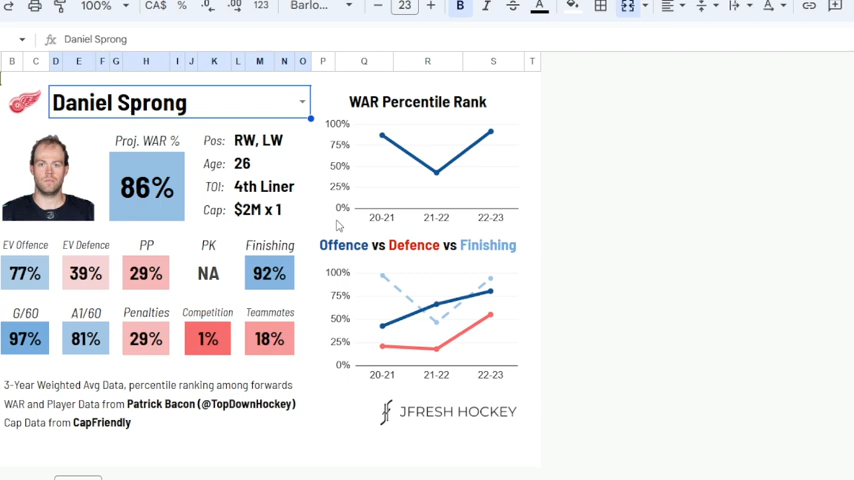 100% CA$ % .0 .00 123 Barlo... − 23 + B I A
fx Daniel Sprong
B C D E F G H I J K L M N O P Q R S T
Daniel Sprong
Proj. WAR %
86%
Pos: RW, LW
Age: 26
TOI: 4th Liner
Cap: $2M x 1
EV Offence EV Defence PP PK Finishing
77% 39% 29% NA 92%
G/60 A1/60 Penalties Competition Teammates
97% 81% 29% 1% 18%
3-Year Weighted Avg Data, percentile ranking among forwards
WAR and Player Data from Patrick Bacon (@TopDownHockey)
Cap Data from CapFriendly
WAR Percentile Rank
100%
75%
50%
25%
0%
20-21 21-22 22-23
Offence vs Defence vs Finishing
100%
75%
50%
25%
0%
20-21 21-22 22-23
JFRESH HOCKEY